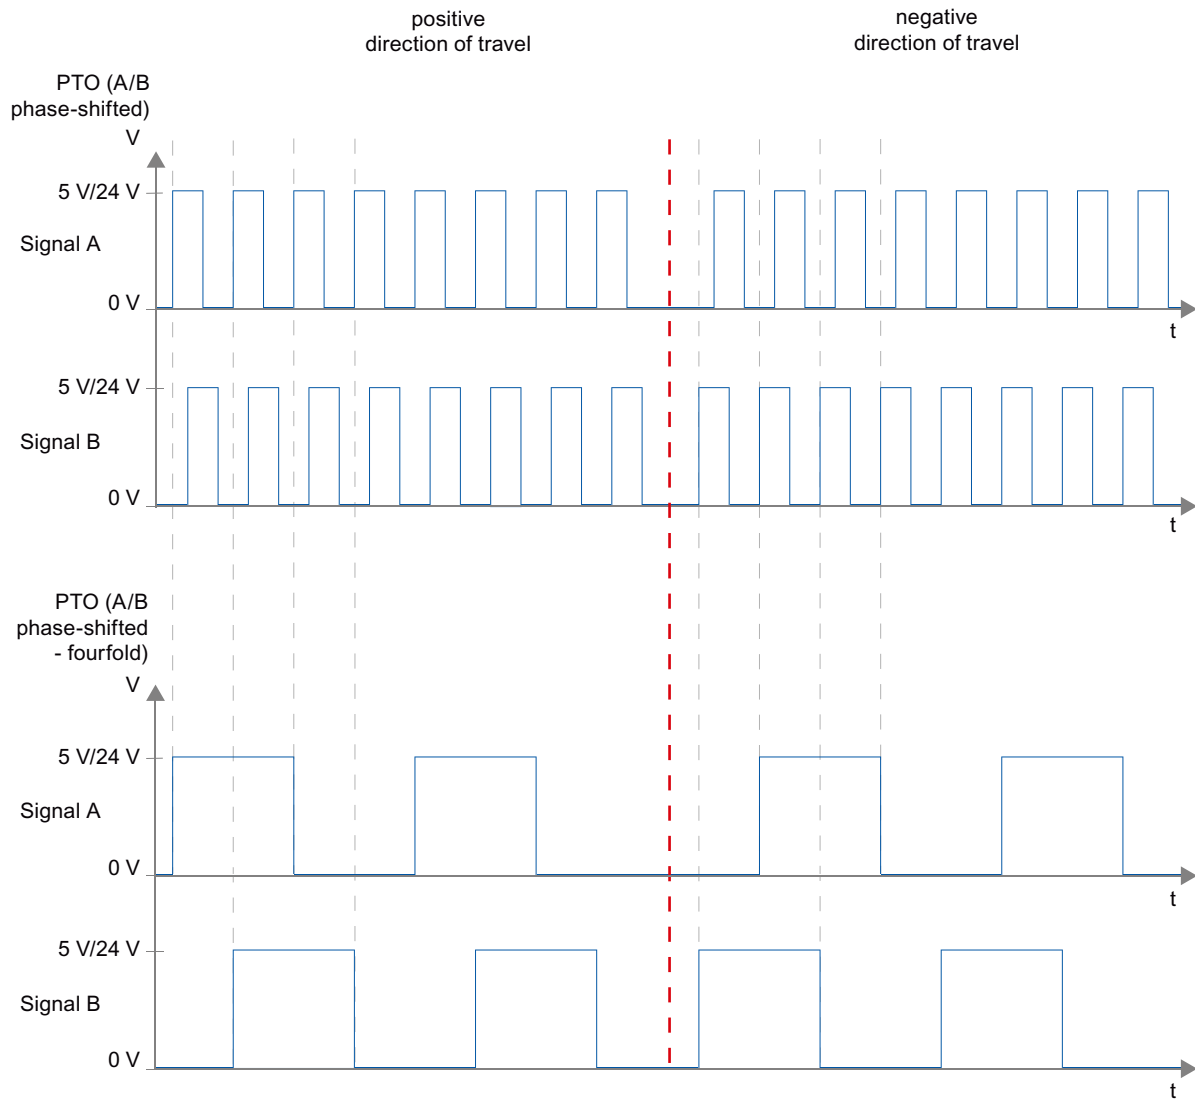 positive
direction of travel
negative
direction of travel
PTO (A/B
phase-shifted)
V
5 V/24 V
Signal A
0 V
t
5 V/24 V
Signal B
0 V
t
PTO (A/B
phase-shifted
- fourfold)
V
5 V/24 V
Signal A
0 V
t
5 V/24 V
Signal B
0 V
t